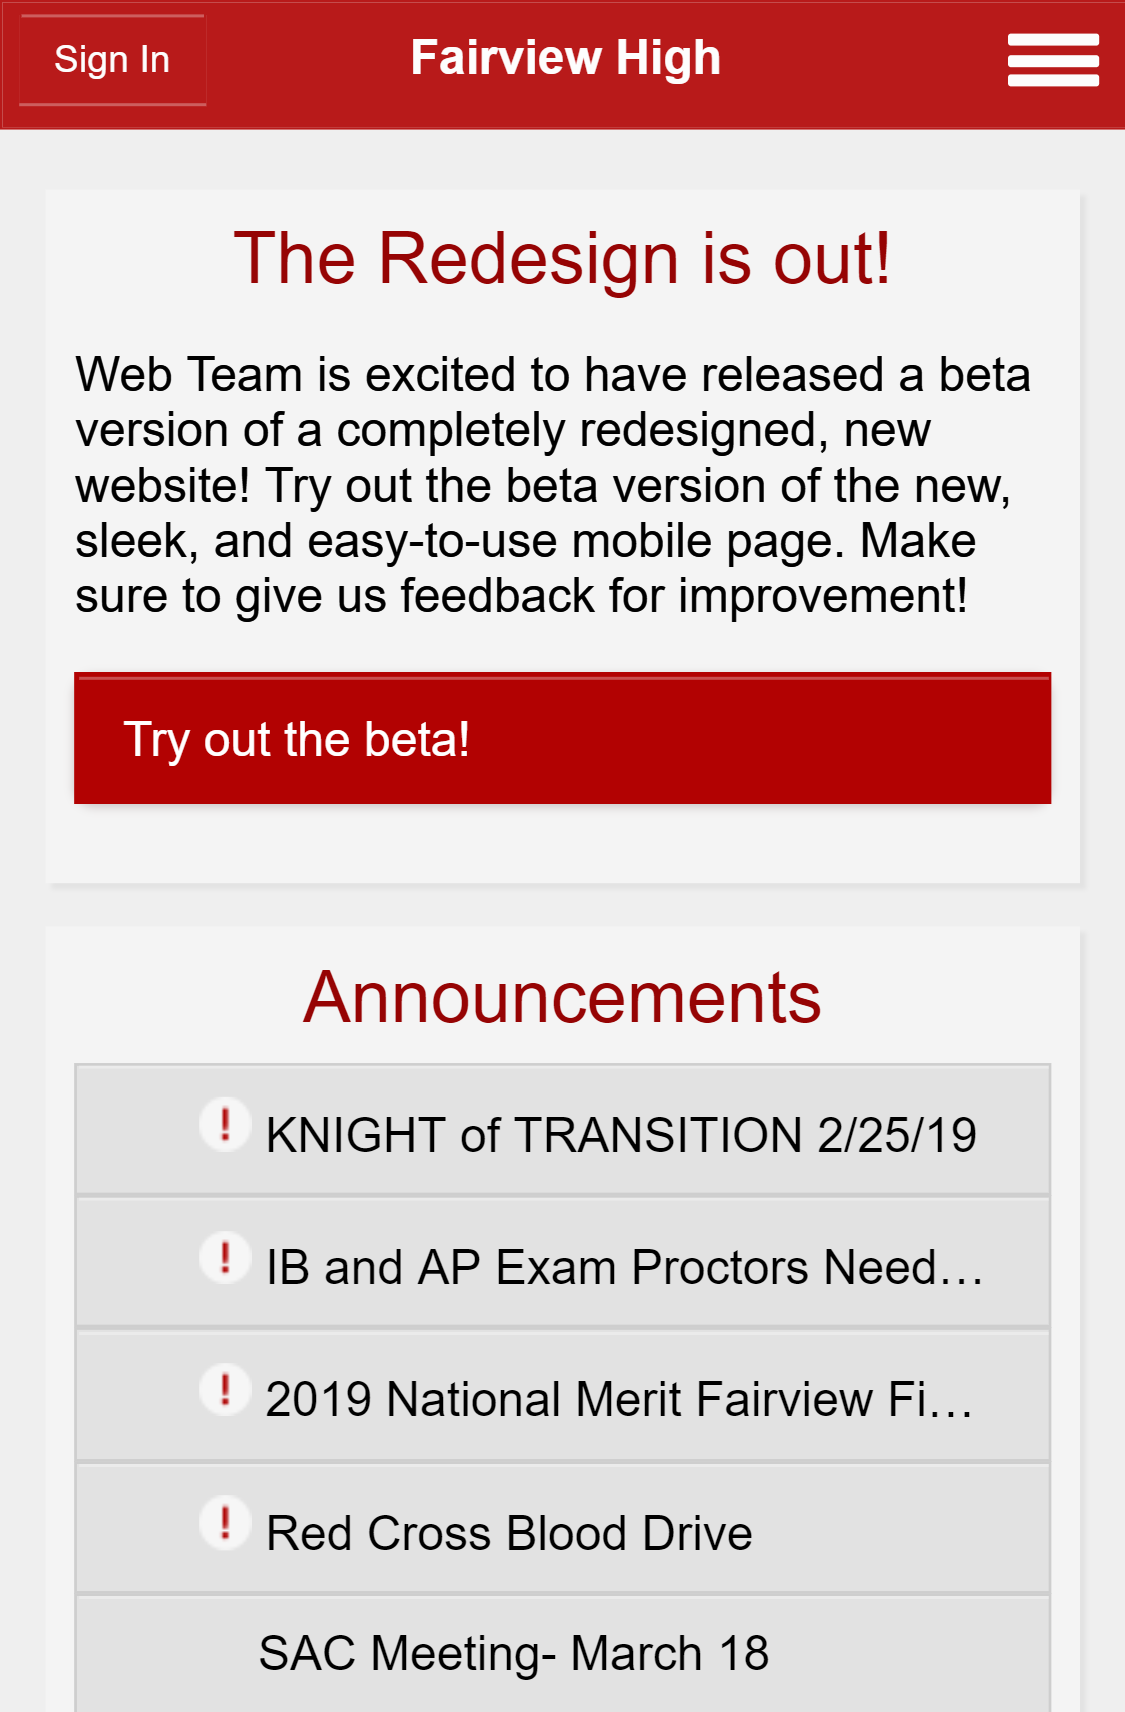 Sign In
Fairview High
The Redesign is out!
Web Team is excited to have released a beta
version of a completely redesigned, new
website! Try out the beta version of the new,
sleek, and easy-to-use mobile page. Make
sure to give us feedback for improvement!
Try out the beta!
Announcements
! KNIGHT of TRANSITION 2/25/19
! IB and AP Exam Proctors Need...
! 2019 National Merit Fairview Fi...
! Red Cross Blood Drive
SAC Meeting- March 18